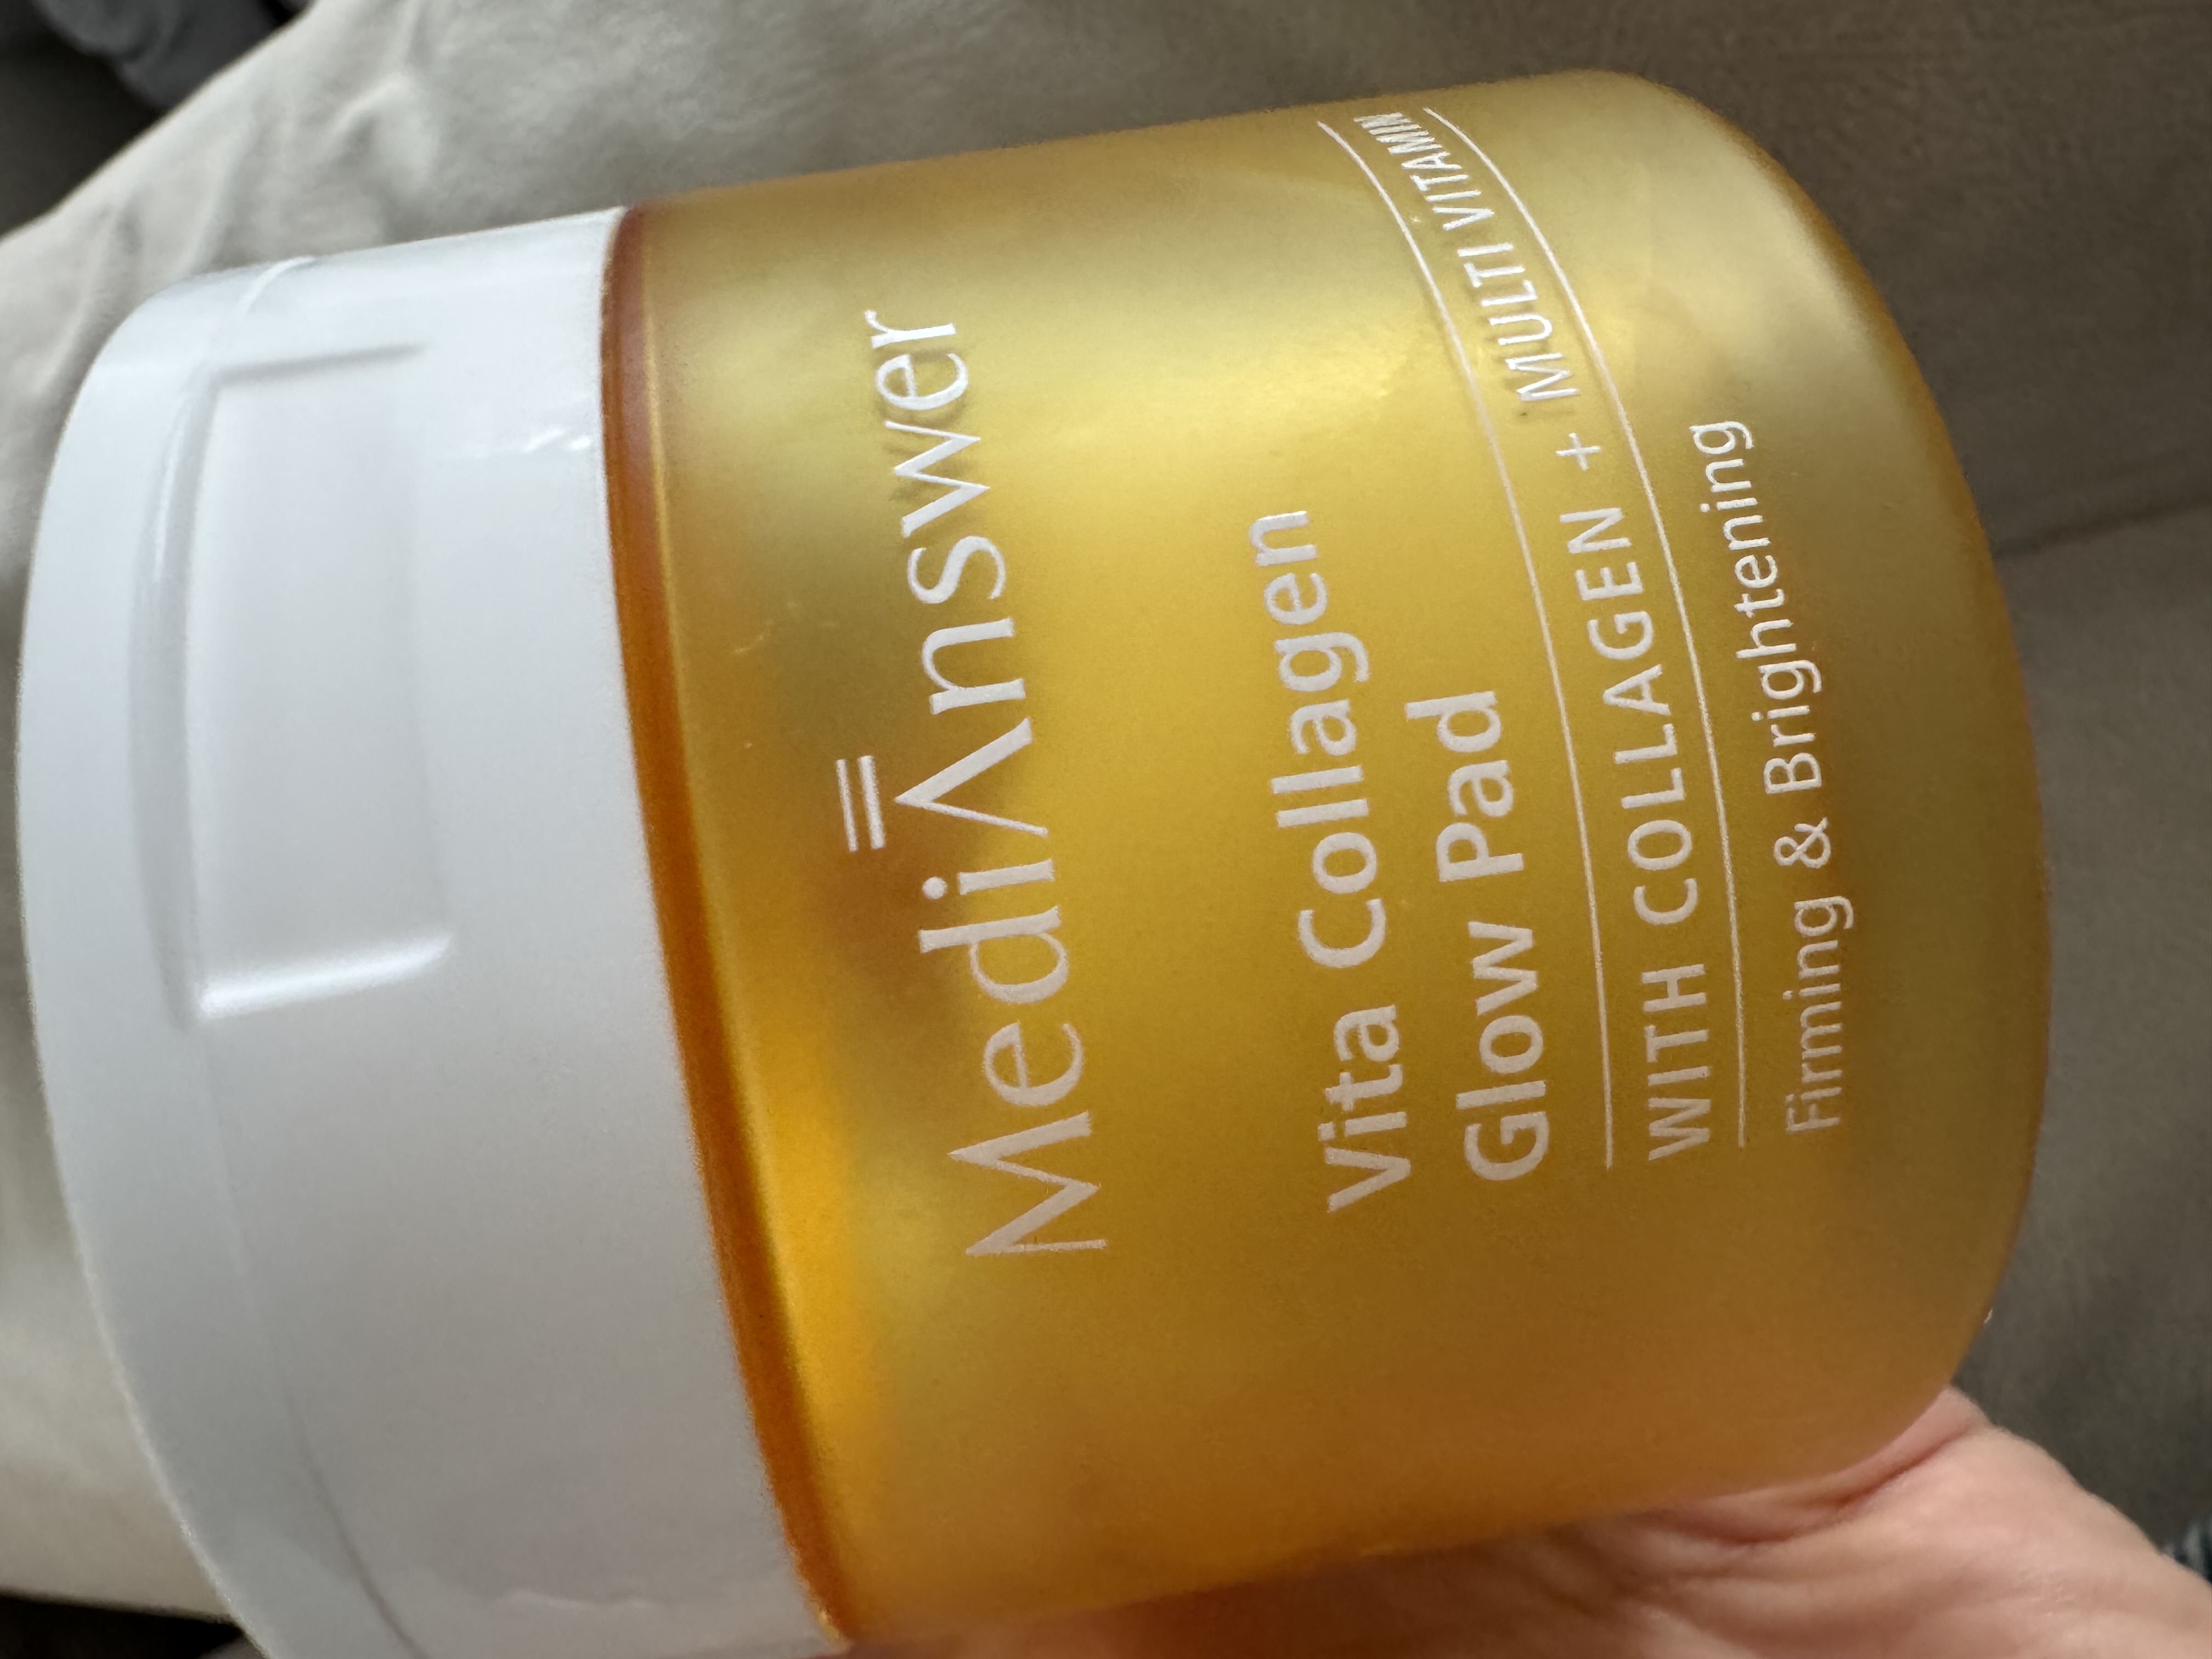 MediAnswer
Vita Collagen
Glow Pad
WITH COLLAGEN + MULTI VITAMIN
Firming & Brightening